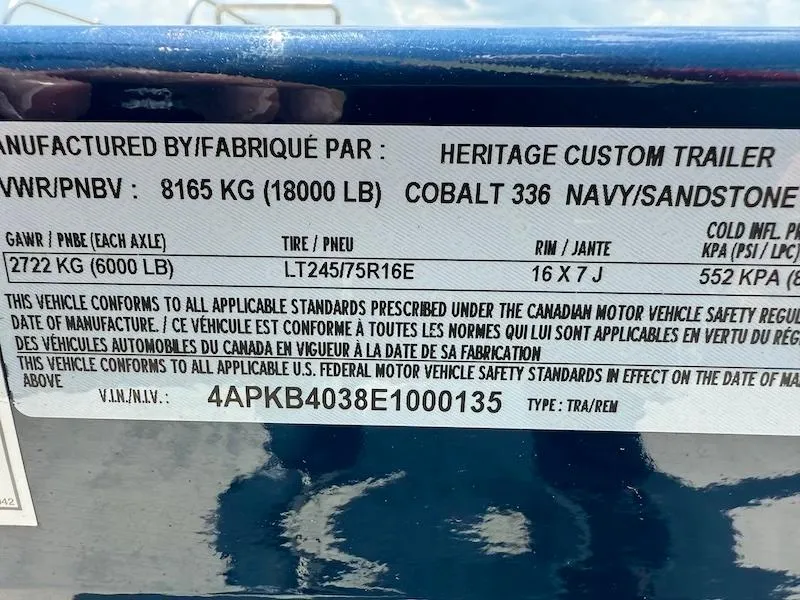 ANUFACTURED BY/FABRIQUÉ PAR : HERITAGE CUSTOM TRAILER
VWR/PNBV : 8165 KG (18000 LB) COBALT 336 NAVY/SANDSTONE
GAWR / PNBE (EACH AXLE) TIRE / PNEU RIM / JANTE COLD INFL. P
KPA (PSI / LPC)
2722 KG (6000 LB) LT245/75R16E 16 X 7 J 552 KPA (8
THIS VEHICLE CONFORMS TO ALL APPLICABLE STANDARDS PRESCRIBED UNDER THE CANADIAN MOTOR VEHICLE SAFETY REGUL
DATE OF MANUFACTURE. / CE VÉHICULE EST CONFORME À TOUTES LES NORMES QUI LUI SONT APPLICABLES EN VERTU DU RÉG
DES VÉHICULES AUTOMOBILES DU CANADA EN VIGUEUR À LA DATE DE SA FABRICATION
THIS VEHICLE CONFORMS TO ALL APPLICABLE U.S. FEDERAL MOTOR VEHICLE SAFETY STANDARDS IN EFFECT ON THE DATE OF MA
ABOVE
V.I.N./N.I.V. : 4APKB4038E1000135 TYPE : TRA/REM